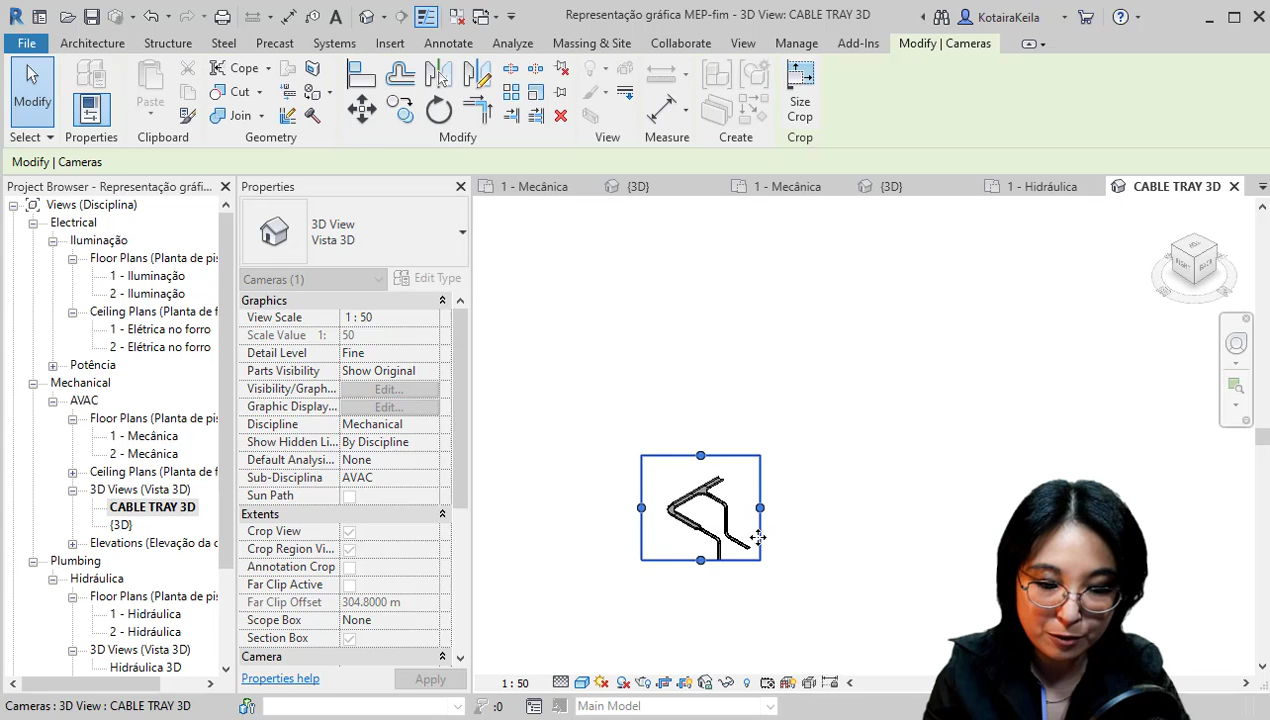 Representação gráfica MEP-fim - 3D View: CABLE TRAY 3D
KotairaKeila
File
Architecture
Structure
Steel
Precast
Systems
Insert
Annotate
Analyze
Massing & Site
Collaborate
View
Manage
Add-Ins
Modify | Cameras
Modify
Paste
Cope
Cut
Join
Size
Crop
Select
Properties
Clipboard
Geometry
Modify
View
Measure
Create
Crop
Modify | Cameras
Project Browser - Representação gráfi...
Views (Disciplina)
Electrical
Iluminação
Floor Plans (Planta de pis
1 - Iluminação
2 - Iluminação
Ceiling Plans (Planta de f
1 - Elétrica no forro
2 - Elétrica no forro
Potência
Mechanical
AVAC
Floor Plans (Planta de pis
1 - Mecânica
2 - Mecânica
Ceiling Plans (Planta de f
3D Views (Vista 3D)
CABLE TRAY 3D
{3D}
Elevations (Elevação da c
Plumbing
Hidráulica
Floor Plans (Planta de pis
1 - Hidráulica
2 - Hidráulica
3D Views (Vista 3D)
Hidráulica 3D
Properties
3D View
Vista 3D
Cameras (1)
Edit Type
Graphics
View Scale 1 : 50
Scale Value 1: 50
Detail Level Fine
Parts Visibility Show Original
Visibility/Graph... Edit...
Graphic Display... Edit...
Discipline Mechanical
Show Hidden Li... By Discipline
Default Analysi... None
Sub-Discipline AVAC
Sun Path
Extents
Crop View
Crop Region Vi...
Annotation Crop
Far Clip Active
Far Clip Offset 304.8000 m
Scope Box None
Section Box
Camera
Properties help
Apply
1 - Mecânica
{3D}
1 - Mecânica
{3D}
1 - Hidráulica
CABLE TRAY 3D
RIGHT
BACK
1 : 50
Cameras : 3D View : CABLE TRAY 3D
:0
Main Model